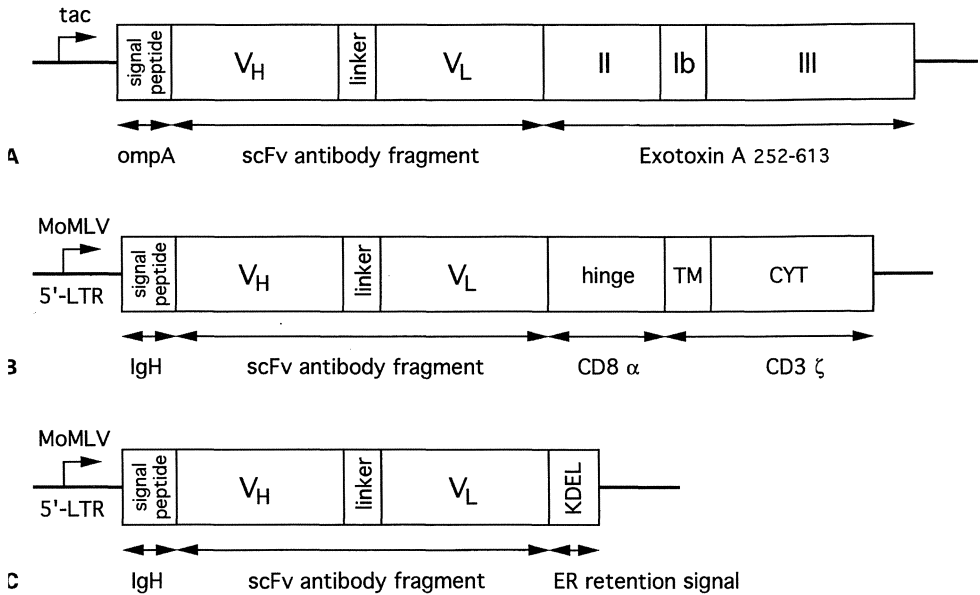 tac
signal peptide
VH
linker
VL
II
Ib
III
A
ompA
scFv antibody fragment
Exotoxin A 252-613
MoMLV
5'-LTR
signal peptide
VH
linker
VL
hinge
TM
CYT
B
IgH
scFv antibody fragment
CD8 α
CD3 ζ
MoMLV
5'-LTR
signal peptide
VH
linker
VL
KDEL
C
IgH
scFv antibody fragment
ER retention signal